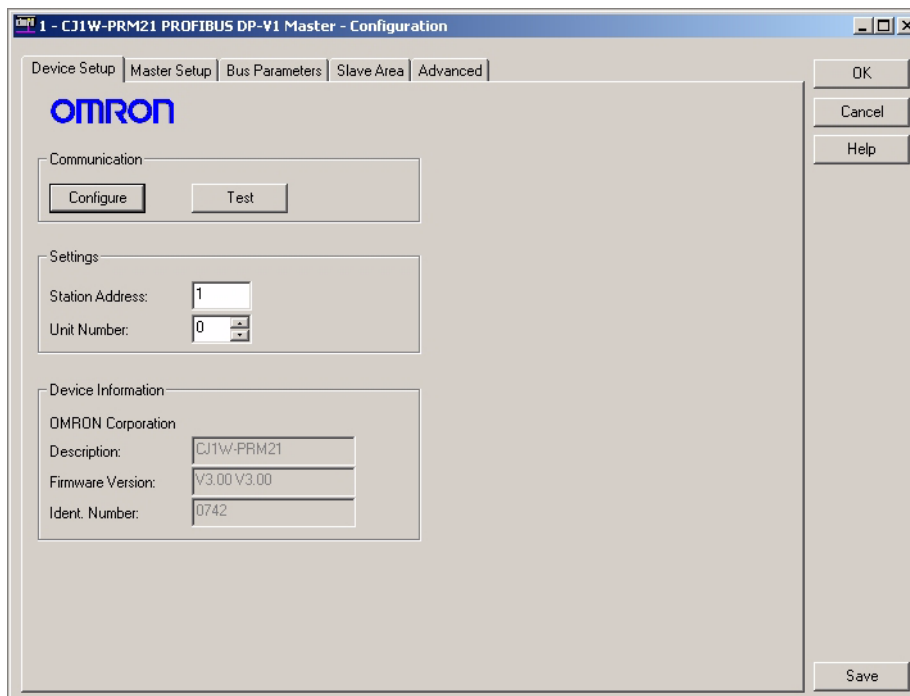 1 - CJ1W-PRM21 PROFIBUS DP-V1 Master - Configuration
Device Setup
Master Setup
Bus Parameters
Slave Area
Advanced
OK
Cancel
Help
OMRON
Communication
Configure
Test
Settings
Station Address: 1
Unit Number: 0
Device Information
OMRON Corporation
Description: CJ1W-PRM21
Firmware Version: V3.00 V3.00
Ident. Number: 0742
Save